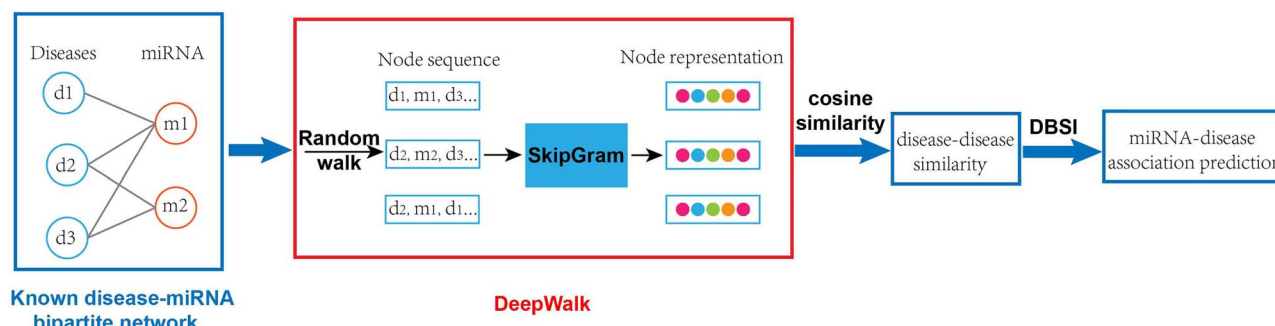 Diseases
miRNA
d1
d2
d3
m1
m2
Known disease-miRNA
bipartite network
Random
walk
Node sequence
d1, m1, d3...
d2, m2, d3...
d2, m1, d1...
SkipGram
Node representation
DeepWalk
cosine
similarity
disease-disease
similarity
DBSI
miRNA-disease
association prediction